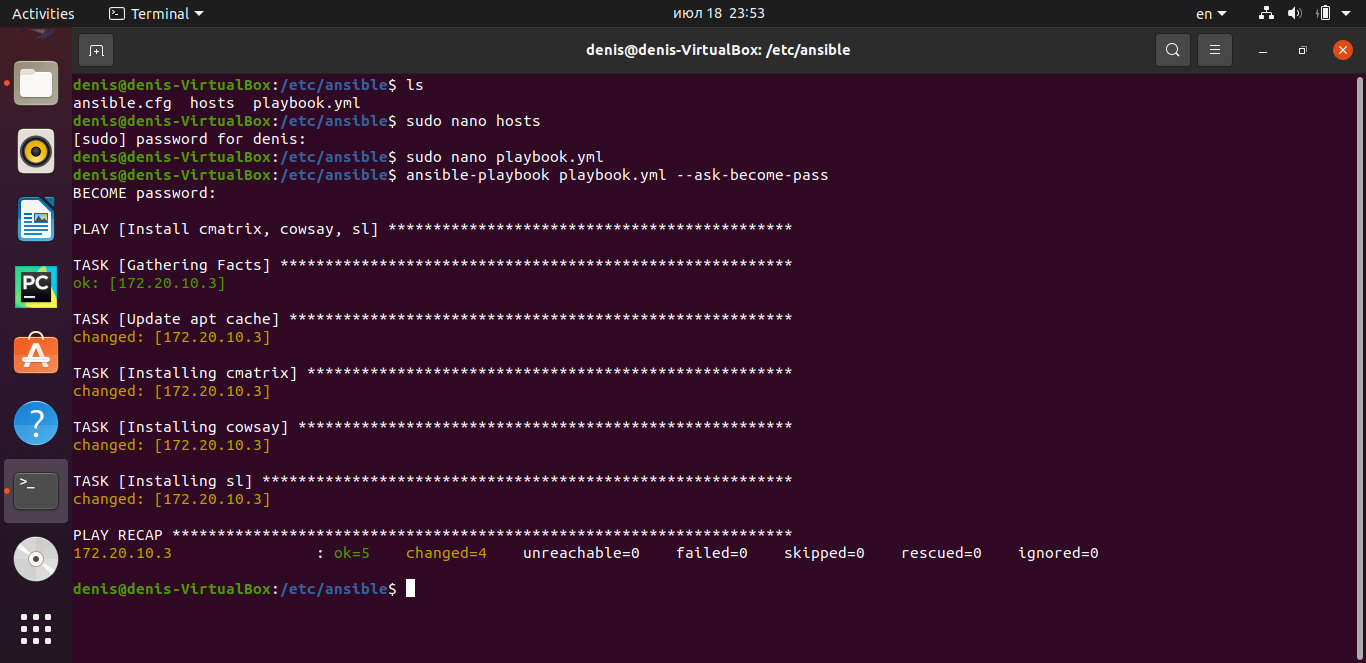 Activities Terminal июл 18 23:53 en
denis@denis-VirtualBox: /etc/ansible
denis@denis-VirtualBox:/etc/ansible$ ls
ansible.cfg  hosts  playbook.yml
denis@denis-VirtualBox:/etc/ansible$ sudo nano hosts
[sudo] password for denis:
denis@denis-VirtualBox:/etc/ansible$ sudo nano playbook.yml
denis@denis-VirtualBox:/etc/ansible$ ansible-playbook playbook.yml --ask-become-pass
BECOME password:
PLAY [Install cmatrix, cowsay, sl] *********************************************
TASK [Gathering Facts] *********************************************************
ok: [172.20.10.3]
TASK [Update apt cache] ********************************************************
changed: [172.20.10.3]
TASK [Installing cmatrix] ******************************************************
changed: [172.20.10.3]
TASK [Installing cowsay] *******************************************************
changed: [172.20.10.3]
TASK [Installing sl] ***********************************************************
changed: [172.20.10.3]
PLAY RECAP *********************************************************************
172.20.10.3                : ok=5    changed=4    unreachable=0    failed=0    skipped=0    rescued=0    ignored=0
denis@denis-VirtualBox:/etc/ansible$
PC
>_
?